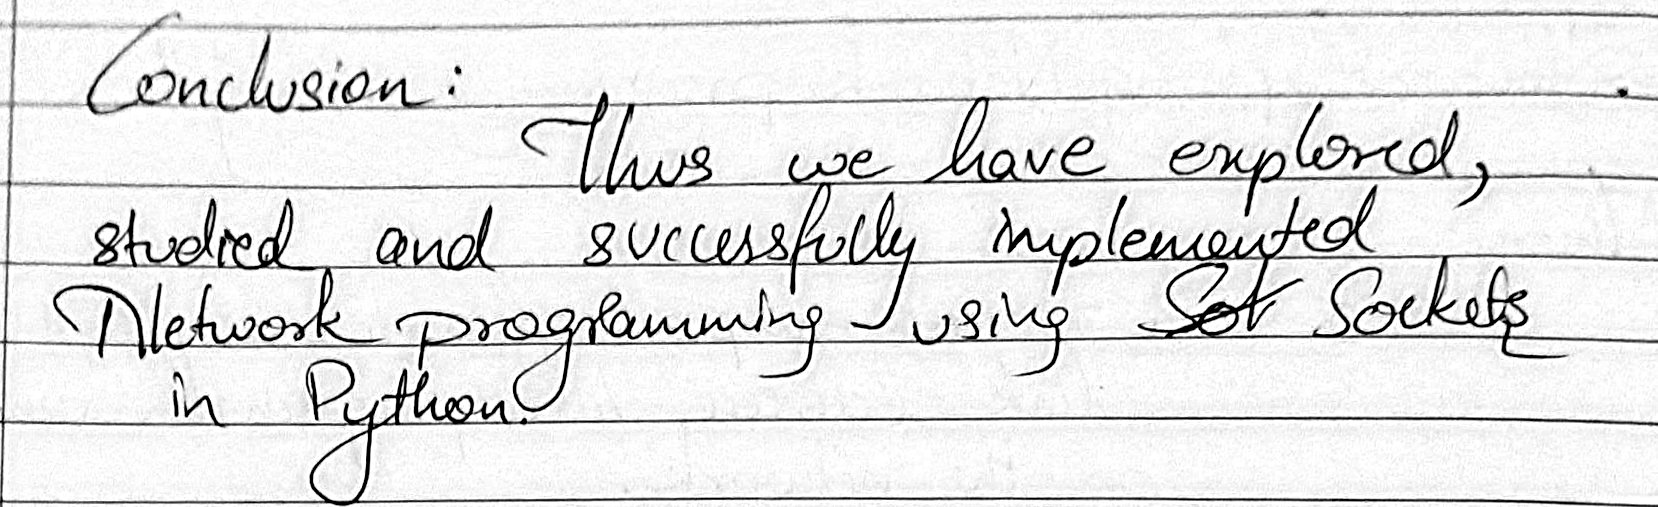 Conclusion:
Thus we have explored,
studied and successfully implemented
Network programming using Sot Sockets
in Python.